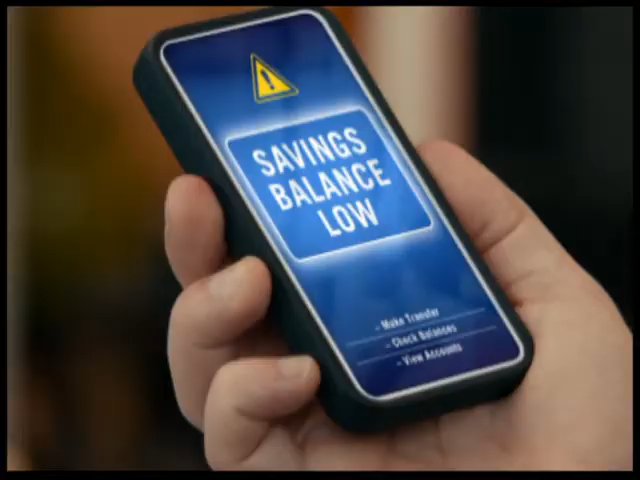 SAVINGS
BALANCE
LOW
- Make Transfer
- Check Balances
- View Accounts